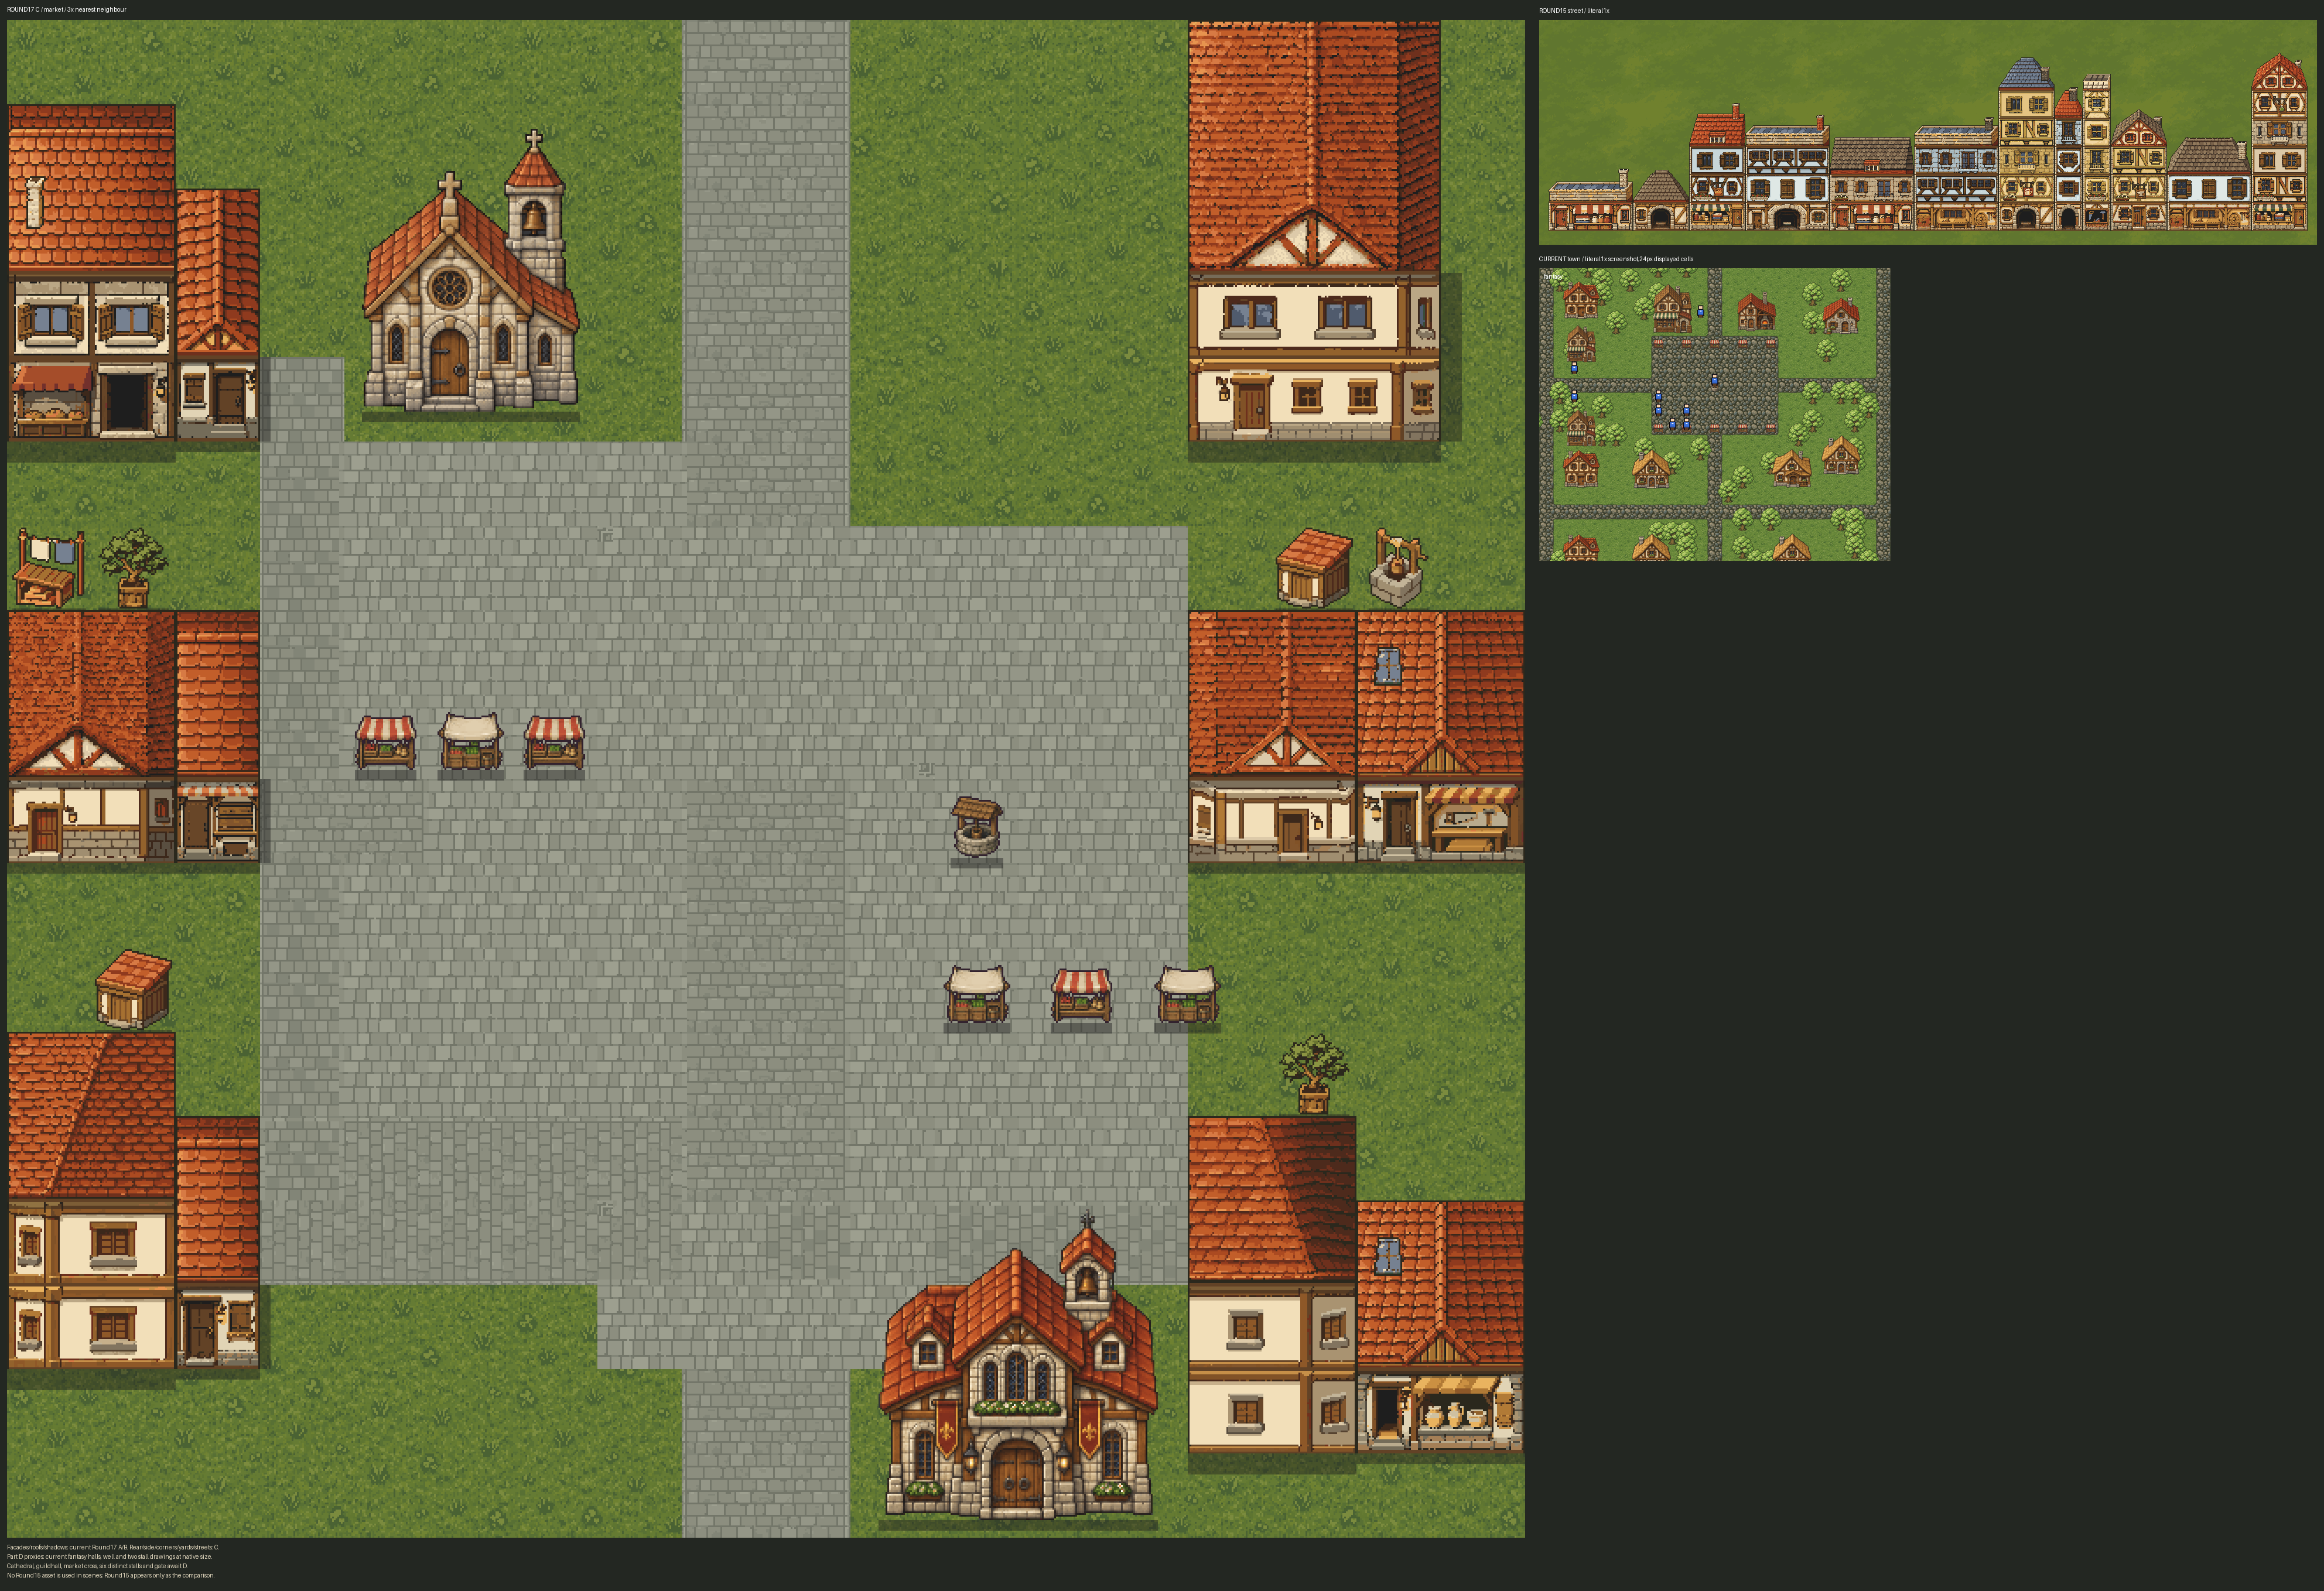 ROUND17 C / market / 3x nearest neighbour
ROUND15 street / literal 1x
CURRENT town / literal 1x screenshot, 24px displayed cells
Facades/roofs/shadows: current Round17 A/B. Rear/side/corners/yards/streets: C.
Part D proxies: current fantasy halls, well and two stall drawings at native size.
Cathedral, guildhall, market cross, six distinct stalls and gate await D.
No Round15 asset is used in scenes; Round15 appears only as the comparison.